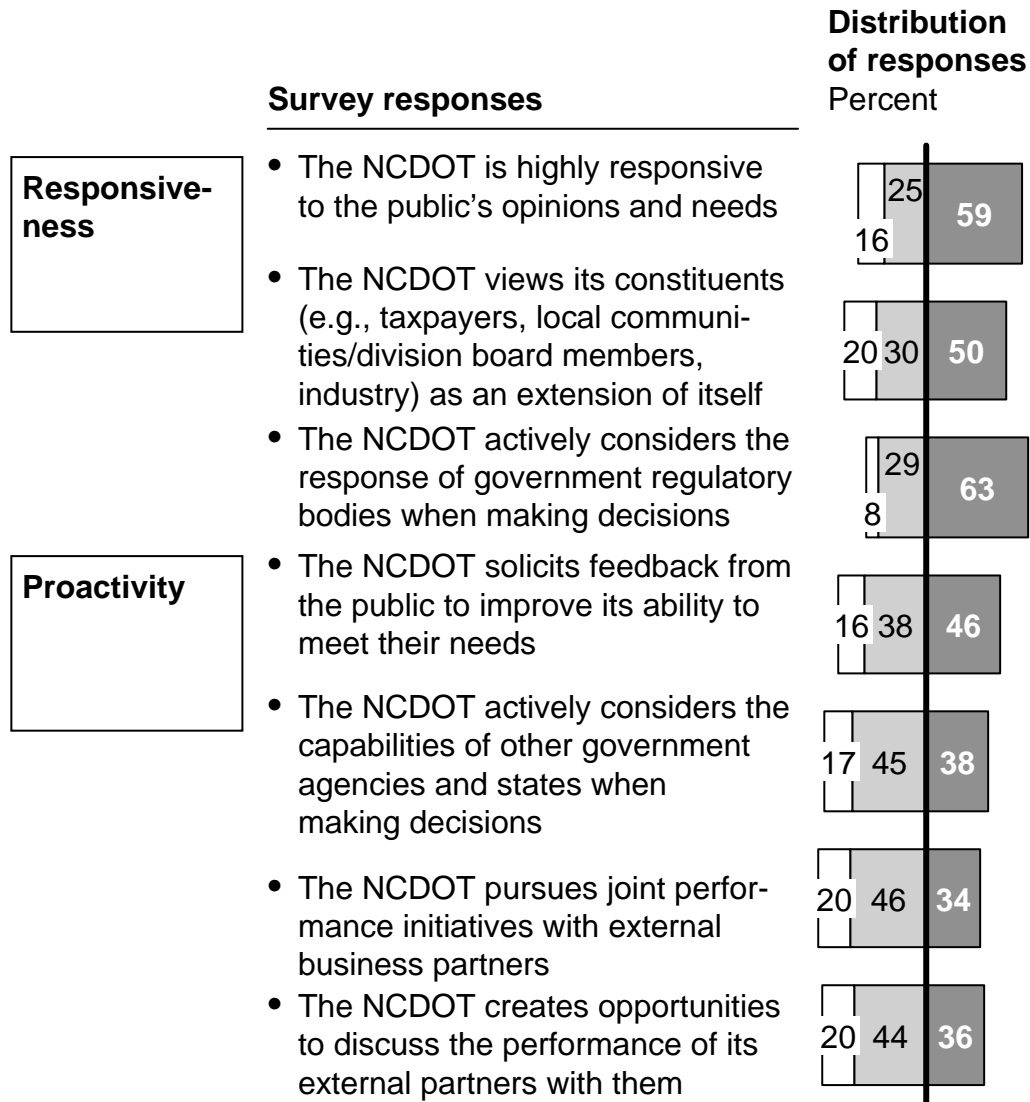 Distribution
of responses
Survey responses
Percent
Responsive-
ness
• The NCDOT is highly responsive
to the public’s opinions and needs
16 25 59
• The NCDOT views its constituents
(e.g., taxpayers, local communi-
ties/division board members,
industry) as an extension of itself
20 30 50
• The NCDOT actively considers the
response of government regulatory
bodies when making decisions
8 29 63
Proactivity
• The NCDOT solicits feedback from
the public to improve its ability to
meet their needs
16 38 46
• The NCDOT actively considers the
capabilities of other government
agencies and states when
making decisions
17 45 38
• The NCDOT pursues joint perfor-
mance initiatives with external
business partners
20 46 34
• The NCDOT creates opportunities
to discuss the performance of its
external partners with them
20 44 36